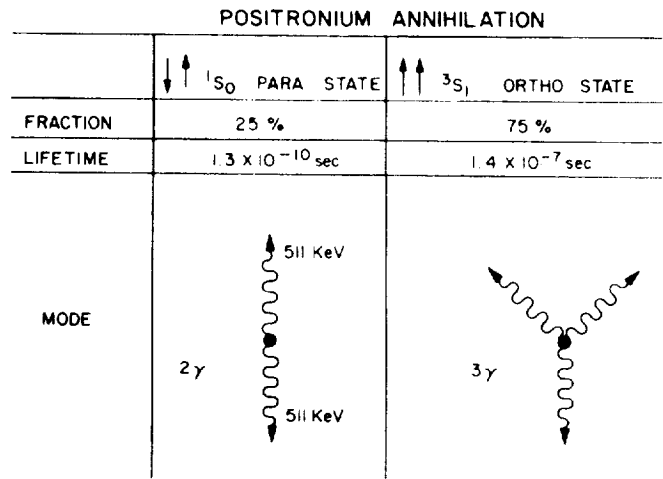 POSITRONIUM ANNIHILATION
¹S₀ PARA STATE
³S₁ ORTHO STATE
FRACTION
25 %
75 %
LIFETIME
1.3 X 10⁻¹⁰ sec
1.4 X 10⁻⁷ sec
MODE
511 KeV
2γ
511 KeV
3γ